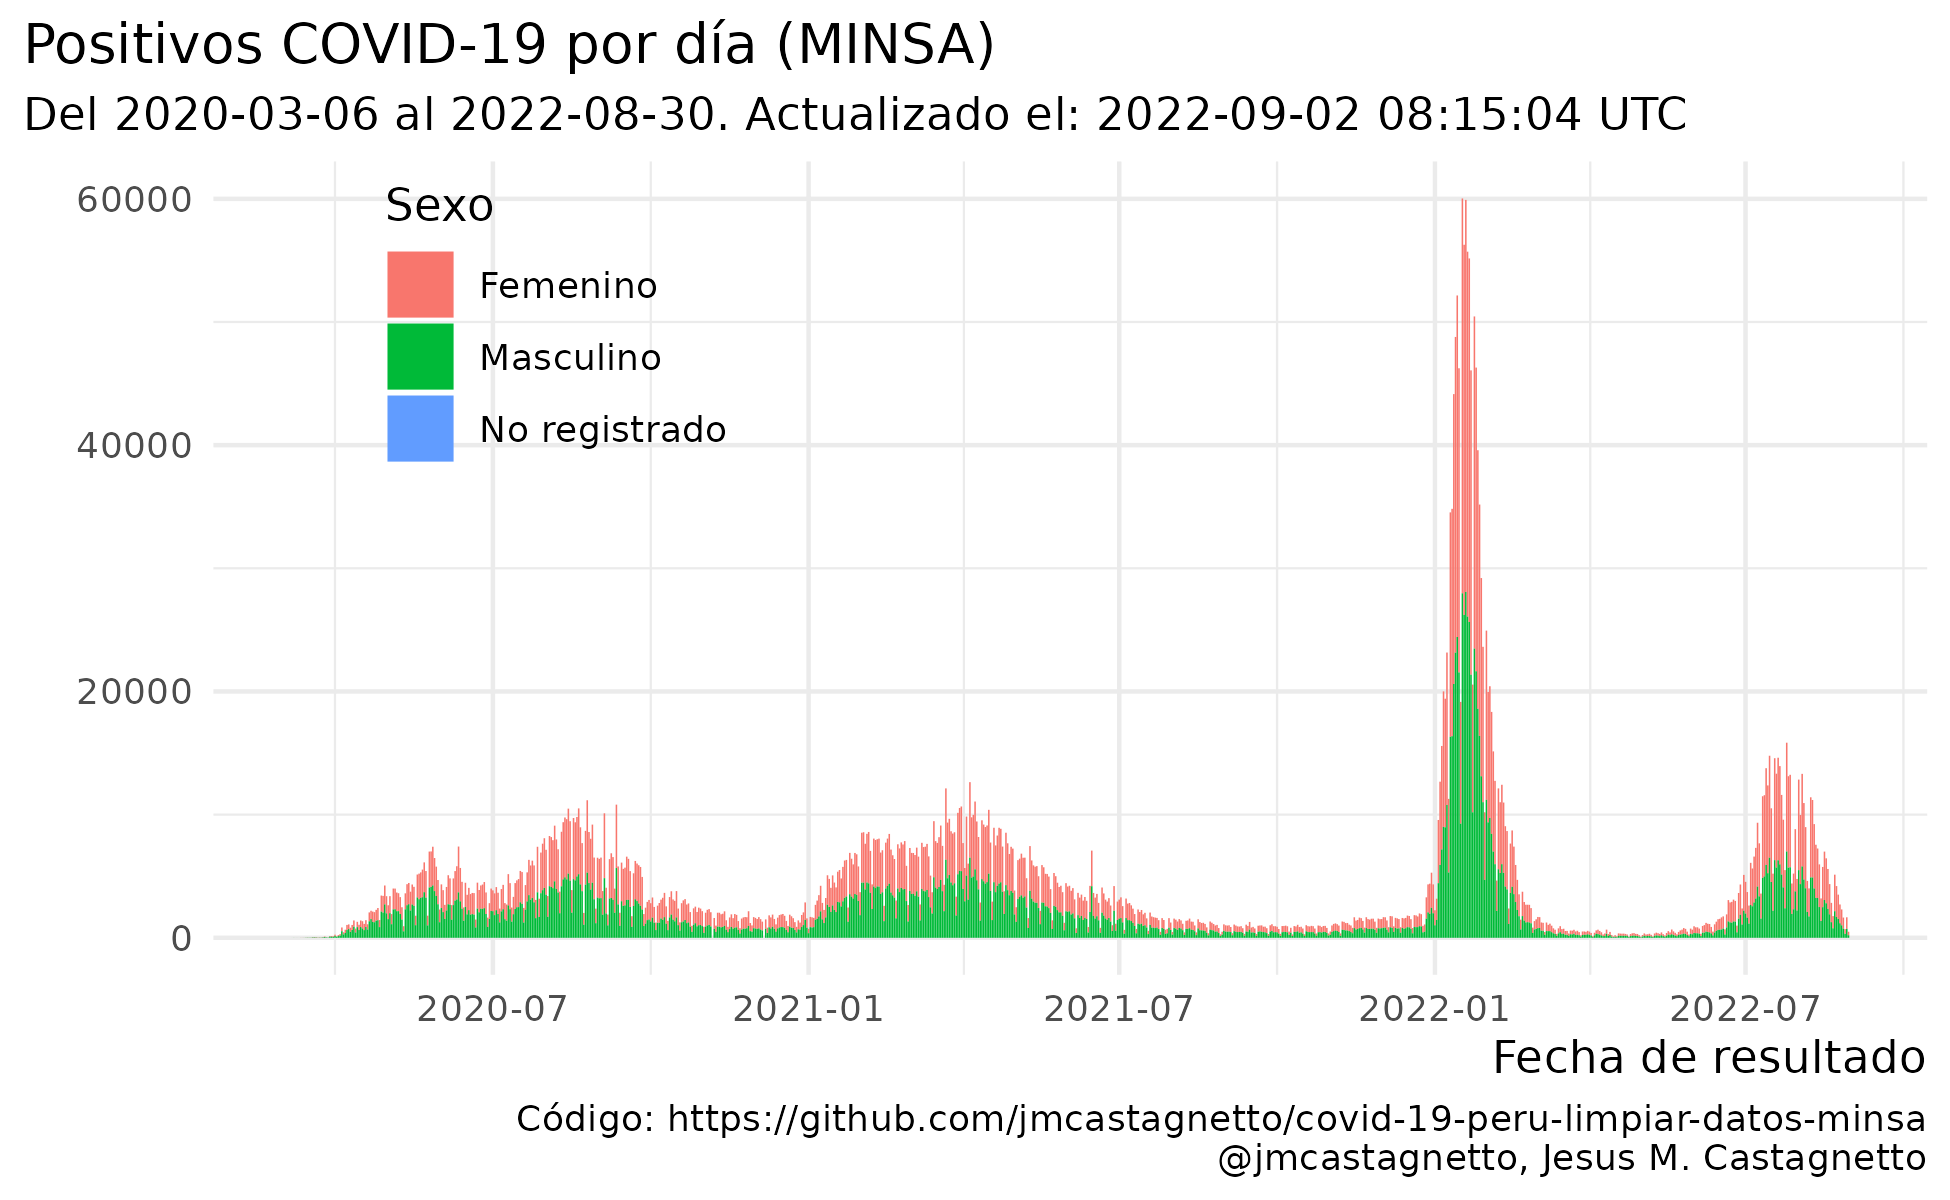 Positivos COVID-19 por día (MINSA)
Del 2020-03-06 al 2022-08-30. Actualizado el: 2022-09-02 08:15:04 UTC
Sexo
Femenino
Masculino
No registrado
60000
40000
20000
0
2020-07 2021-01 2021-07 2022-01 2022-07
Fecha de resultado
Código: https://github.com/jmcastagnetto/covid-19-peru-limpiar-datos-minsa
@jmcastagnetto, Jesus M. Castagnetto